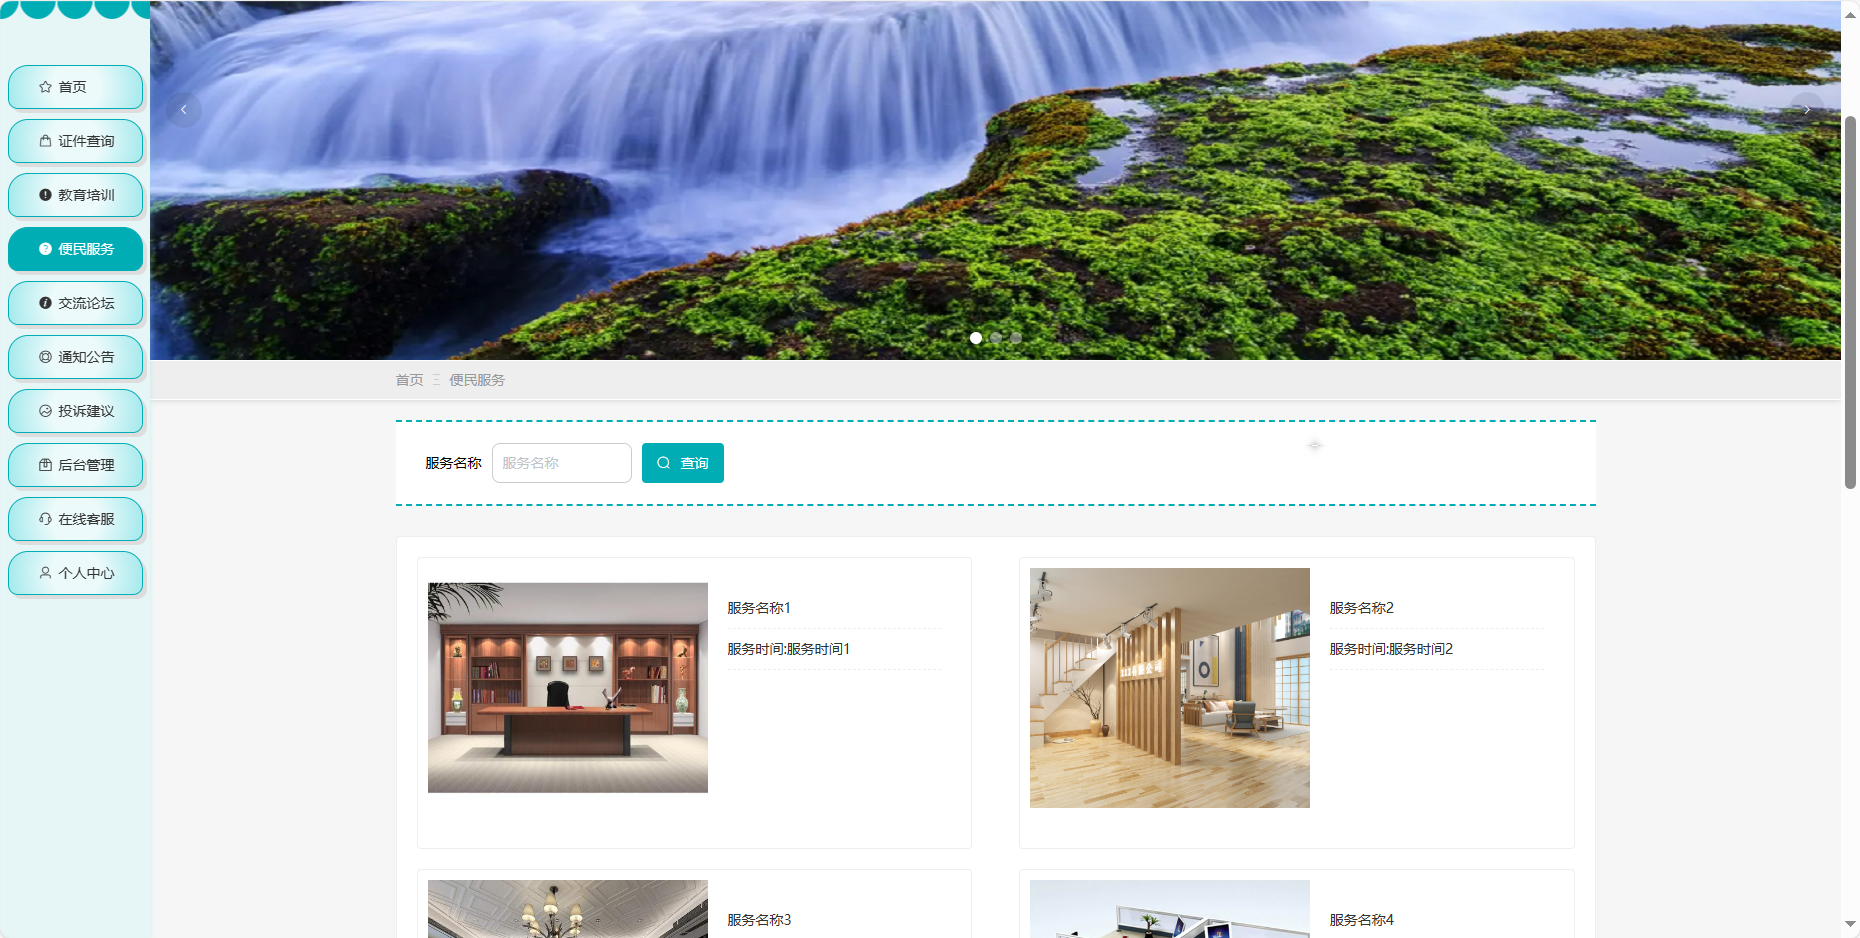 首页
证件查询
教育培训
便民服务
交流论坛
通知公告
投诉建议
后台管理
在线客服
个人中心
首页 三 便民服务
服务名称 服务名称 查询
服务名称1
服务时间:服务时间1
服务名称2
服务时间:服务时间2
服务名称3
服务名称4